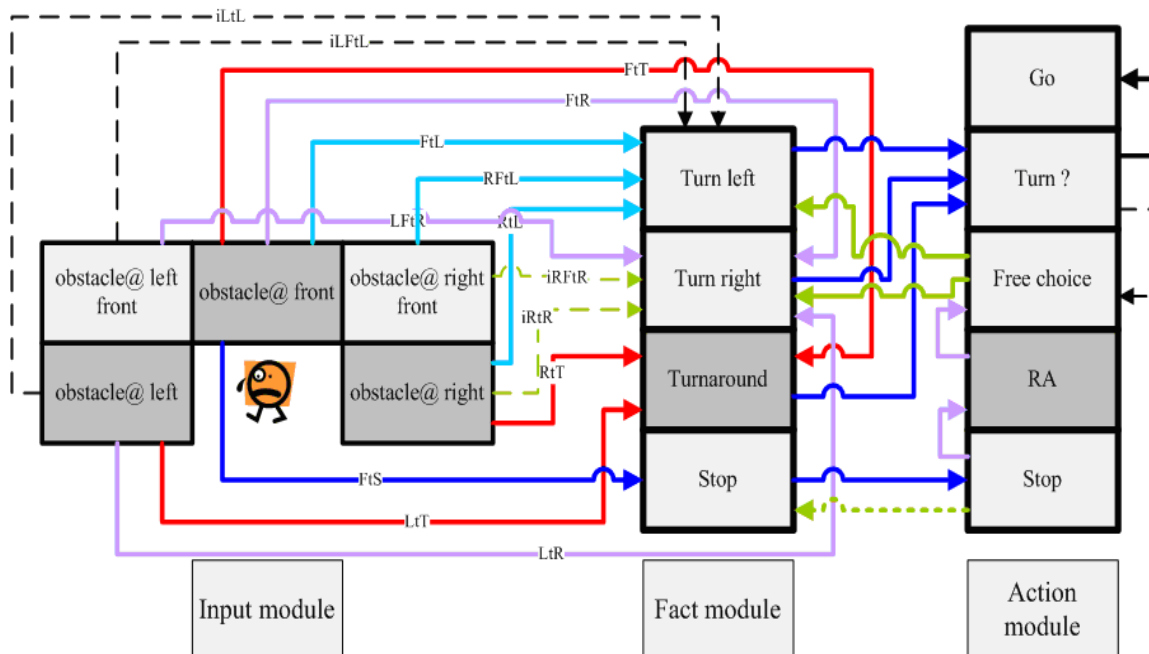 iLtL
iLFtL
FtT
FtR
FtL
RFtL
RtL
LFtR
iRFtR
iRtR
RtT
FtS
LtT
LtR
obstacle@ left
front
obstacle@ front
obstacle@ right
front
obstacle@ left
obstacle@ right
Turn left
Turn right
Turnaround
Stop
Go
Turn ?
Free choice
RA
Stop
Input module
Fact module
Action
module